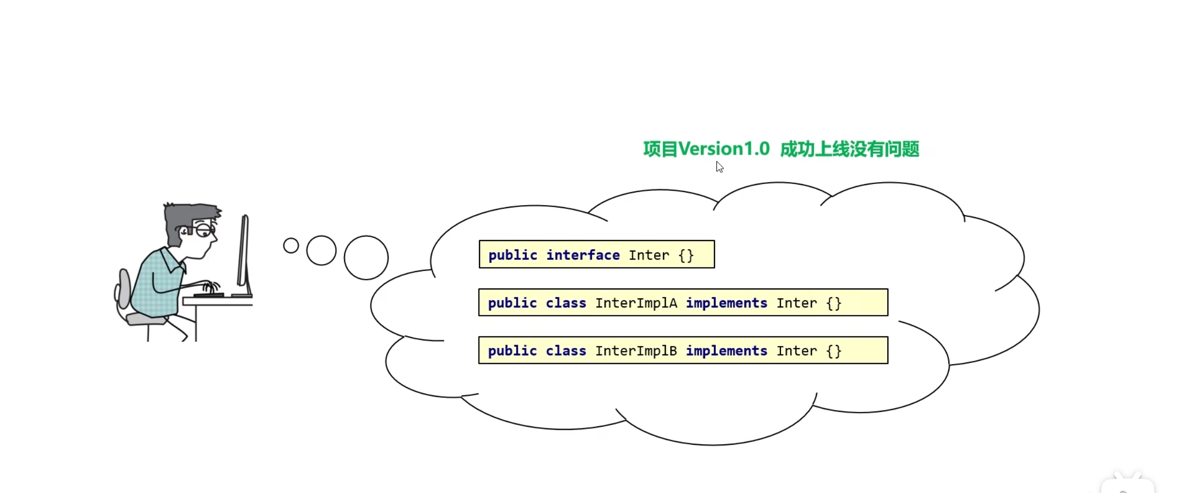 项目Version1.0 成功上线没有问题
public interface Inter {}
public class InterImplA implements Inter {}
public class InterImplB implements Inter {}